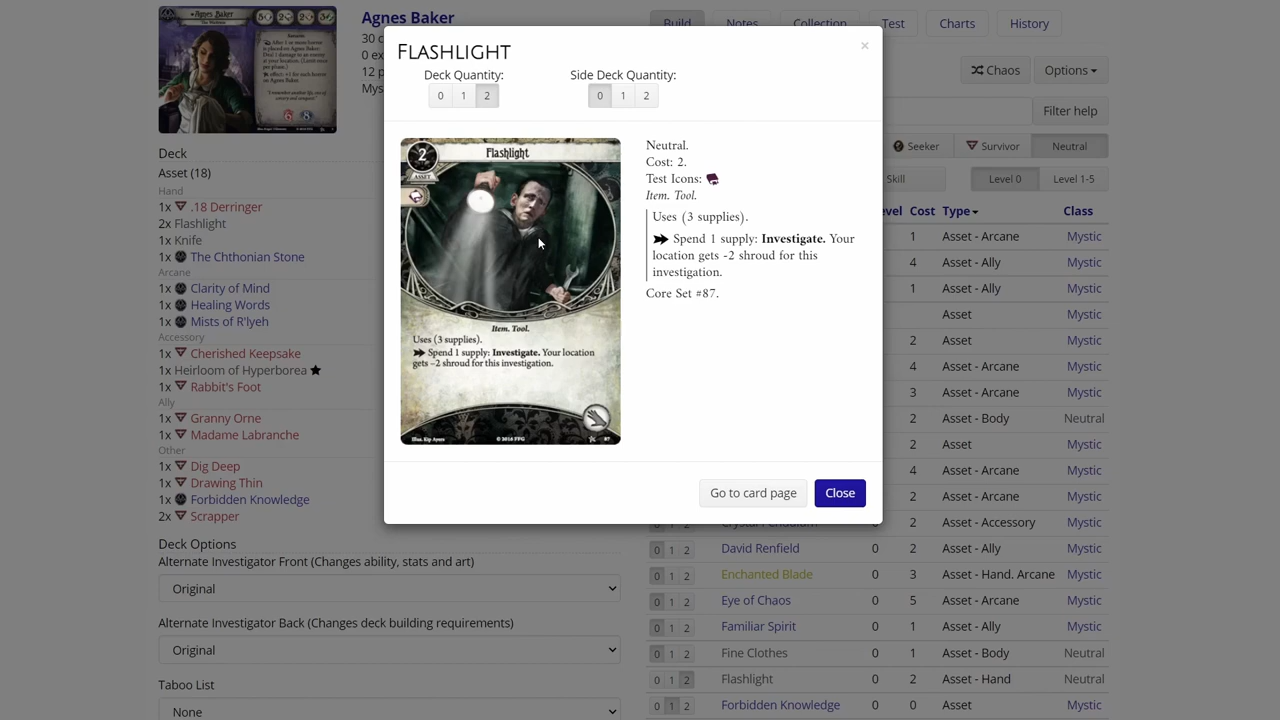 Agnes Baker
Agnes Baker
Build
Notes
Collection
Test
Charts
History
FLASHLIGHT
×
Deck Quantity:
Side Deck Quantity:
0 1 2
0 1 2
Chaos
Options
Filter help
Seeker
Survivor
Neutral
Skill
Level 0
Level 1-5
Deck
Asset (18)
Hand
1x .18 Derringer
2x Flashlight
1x Knife
1x The Chthonian Stone
Arcane
1x Clarity of Mind
1x Healing Words
1x Mists of R'lyeh
Accessory
1x Cherished Keepsake
1x Heirloom of Hyperborea
1x Rabbit's Foot
Ally
1x Granny Orne
1x Madame Labranche
Other
1x Dig Deep
1x Drawing Thin
1x Forbidden Knowledge
2x Scrapper
Deck Options
Alternate Investigator Front (Changes ability, stats and art)
Original
Alternate Investigator Back (Changes deck building requirements)
Original
Taboo List
None
2
Flashlight
ASSET
Item. Tool.
Uses (3 supplies).
Spend 1 supply: Investigate. Your location
gets -2 shroud for this investigation.
Illus. Kip Ayers
© 2016 FFG
87
Neutral.
Cost: 2.
Test Icons:
Item. Tool.
Uses (3 supplies).
Spend 1 supply: Investigate. Your
location gets -2 shroud for this
investigation.
Core Set #87.
Go to card page
Close
Cost Type Class
1 Asset - Arcane Mystic
4 Asset - Ally Mystic
1 Asset - Ally Mystic
Asset Mystic
2 Asset Mystic
4 Asset - Arcane Mystic
3 Asset - Arcane Mystic
2 Asset - Body Neutral
2 Asset Mystic
4 Asset - Arcane Mystic
2 Asset - Arcane Mystic
2 Asset - Accessory Mystic
0 1 2 David Renfield 0 2 Asset - Ally Mystic
0 1 2 Enchanted Blade 0 3 Asset - Hand. Arcane Mystic
0 1 2 Eye of Chaos 0 5 Asset - Arcane Mystic
0 1 2 Familiar Spirit 0 1 Asset - Ally Mystic
0 1 2 Fine Clothes 0 1 Asset - Body Neutral
0 1 2 Flashlight 0 2 Asset - Hand Neutral
0 1 2 Forbidden Knowledge 0 0 Asset Mystic